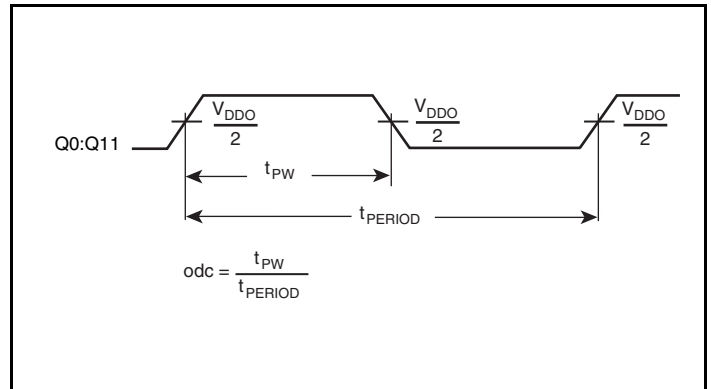 V_DDO / 2
V_DDO / 2
V_DDO / 2
Q0:Q11
t_PW
t_PERIOD
odc = t_PW / t_PERIOD